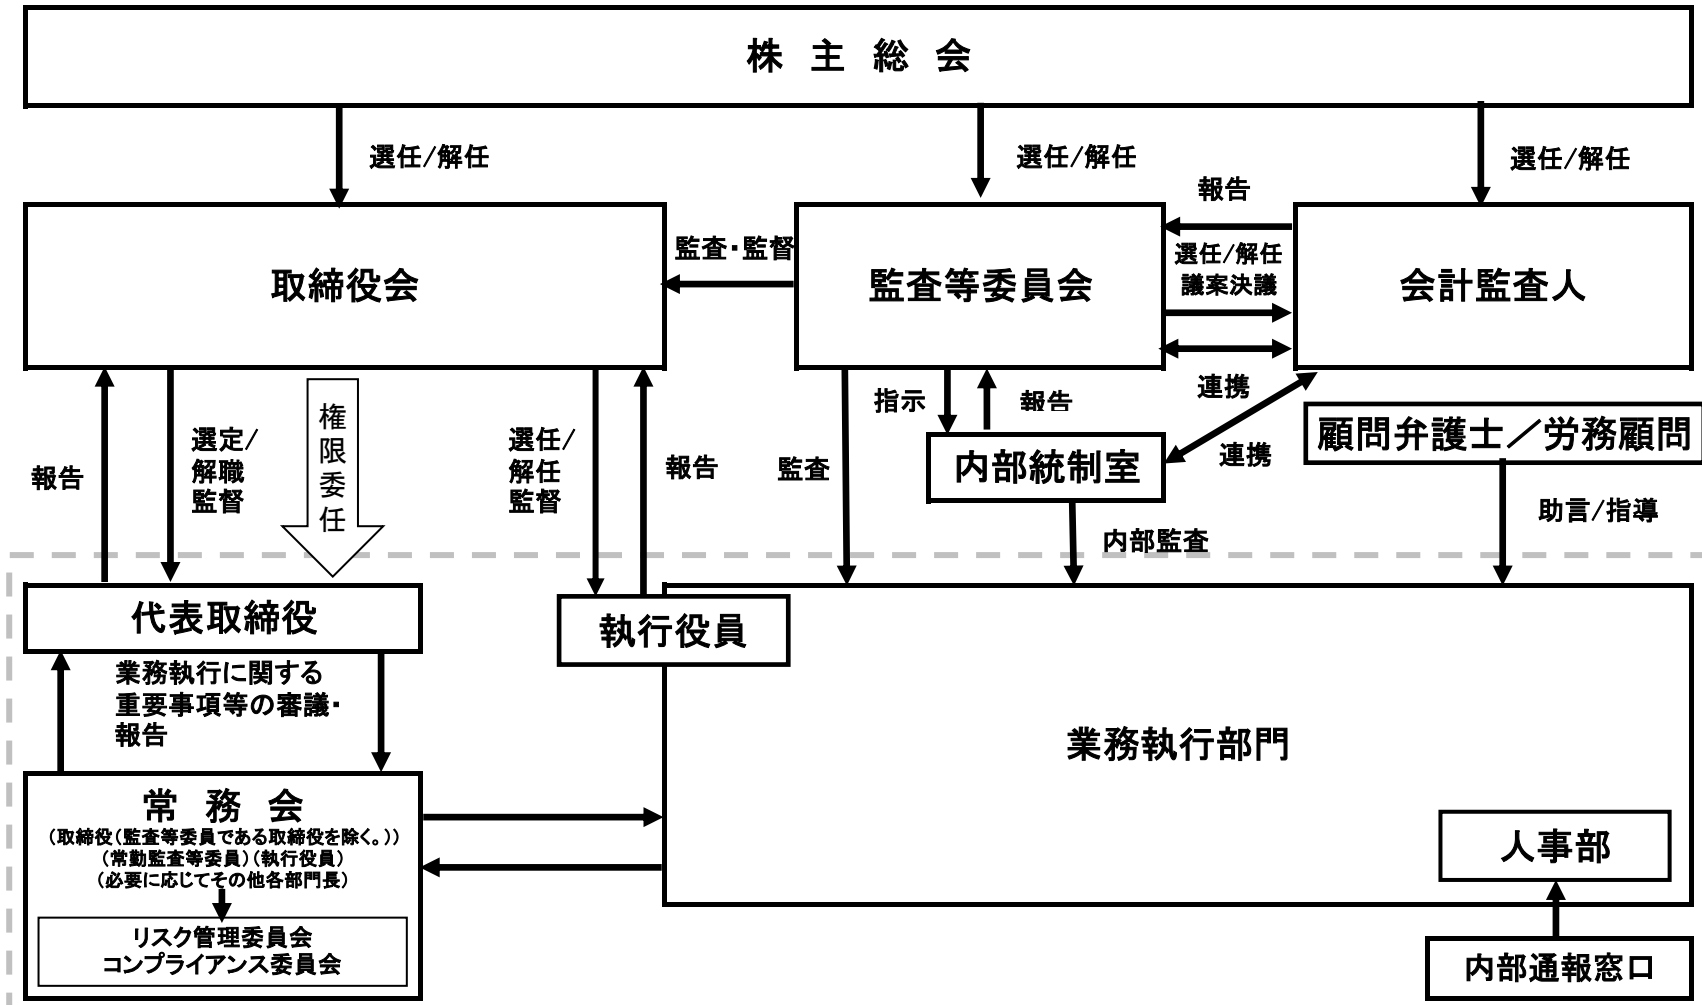 株主総会
選任/解任
選任/解任
選任/解任
報告
取締役会
監査・監督
監査等委員会
選任/解任
議案決議
会計監査人
連携
報告
選定/
解職
監督
権
限
委
任
選任/
解任
監督
報告
監査
指示
報告
内部統制室
連携
顧問弁護士／労務顧問
助言/指導
内部監査
代表取締役
執行役員
業務執行に関する
重要事項等の審議・
報告
業務執行部門
常務会
（取締役（監査等委員である取締役を除く。））
（常勤監査等委員）（執行役員）
（必要に応じてその他各部門長）
リスク管理委員会
コンプライアンス委員会
人事部
内部通報窓口